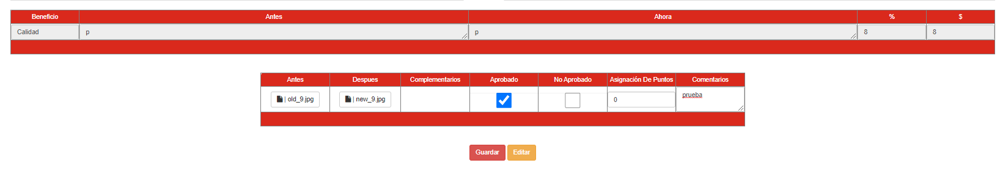 Beneficio Antes Ahora % $
Calidad p p 8 8
Antes Despues Complementarios Aprobado No Aprobado Asignación De Puntos Comentarios
| old_9.jpg | new_9.jpg 0 prueba
Guardar Editar